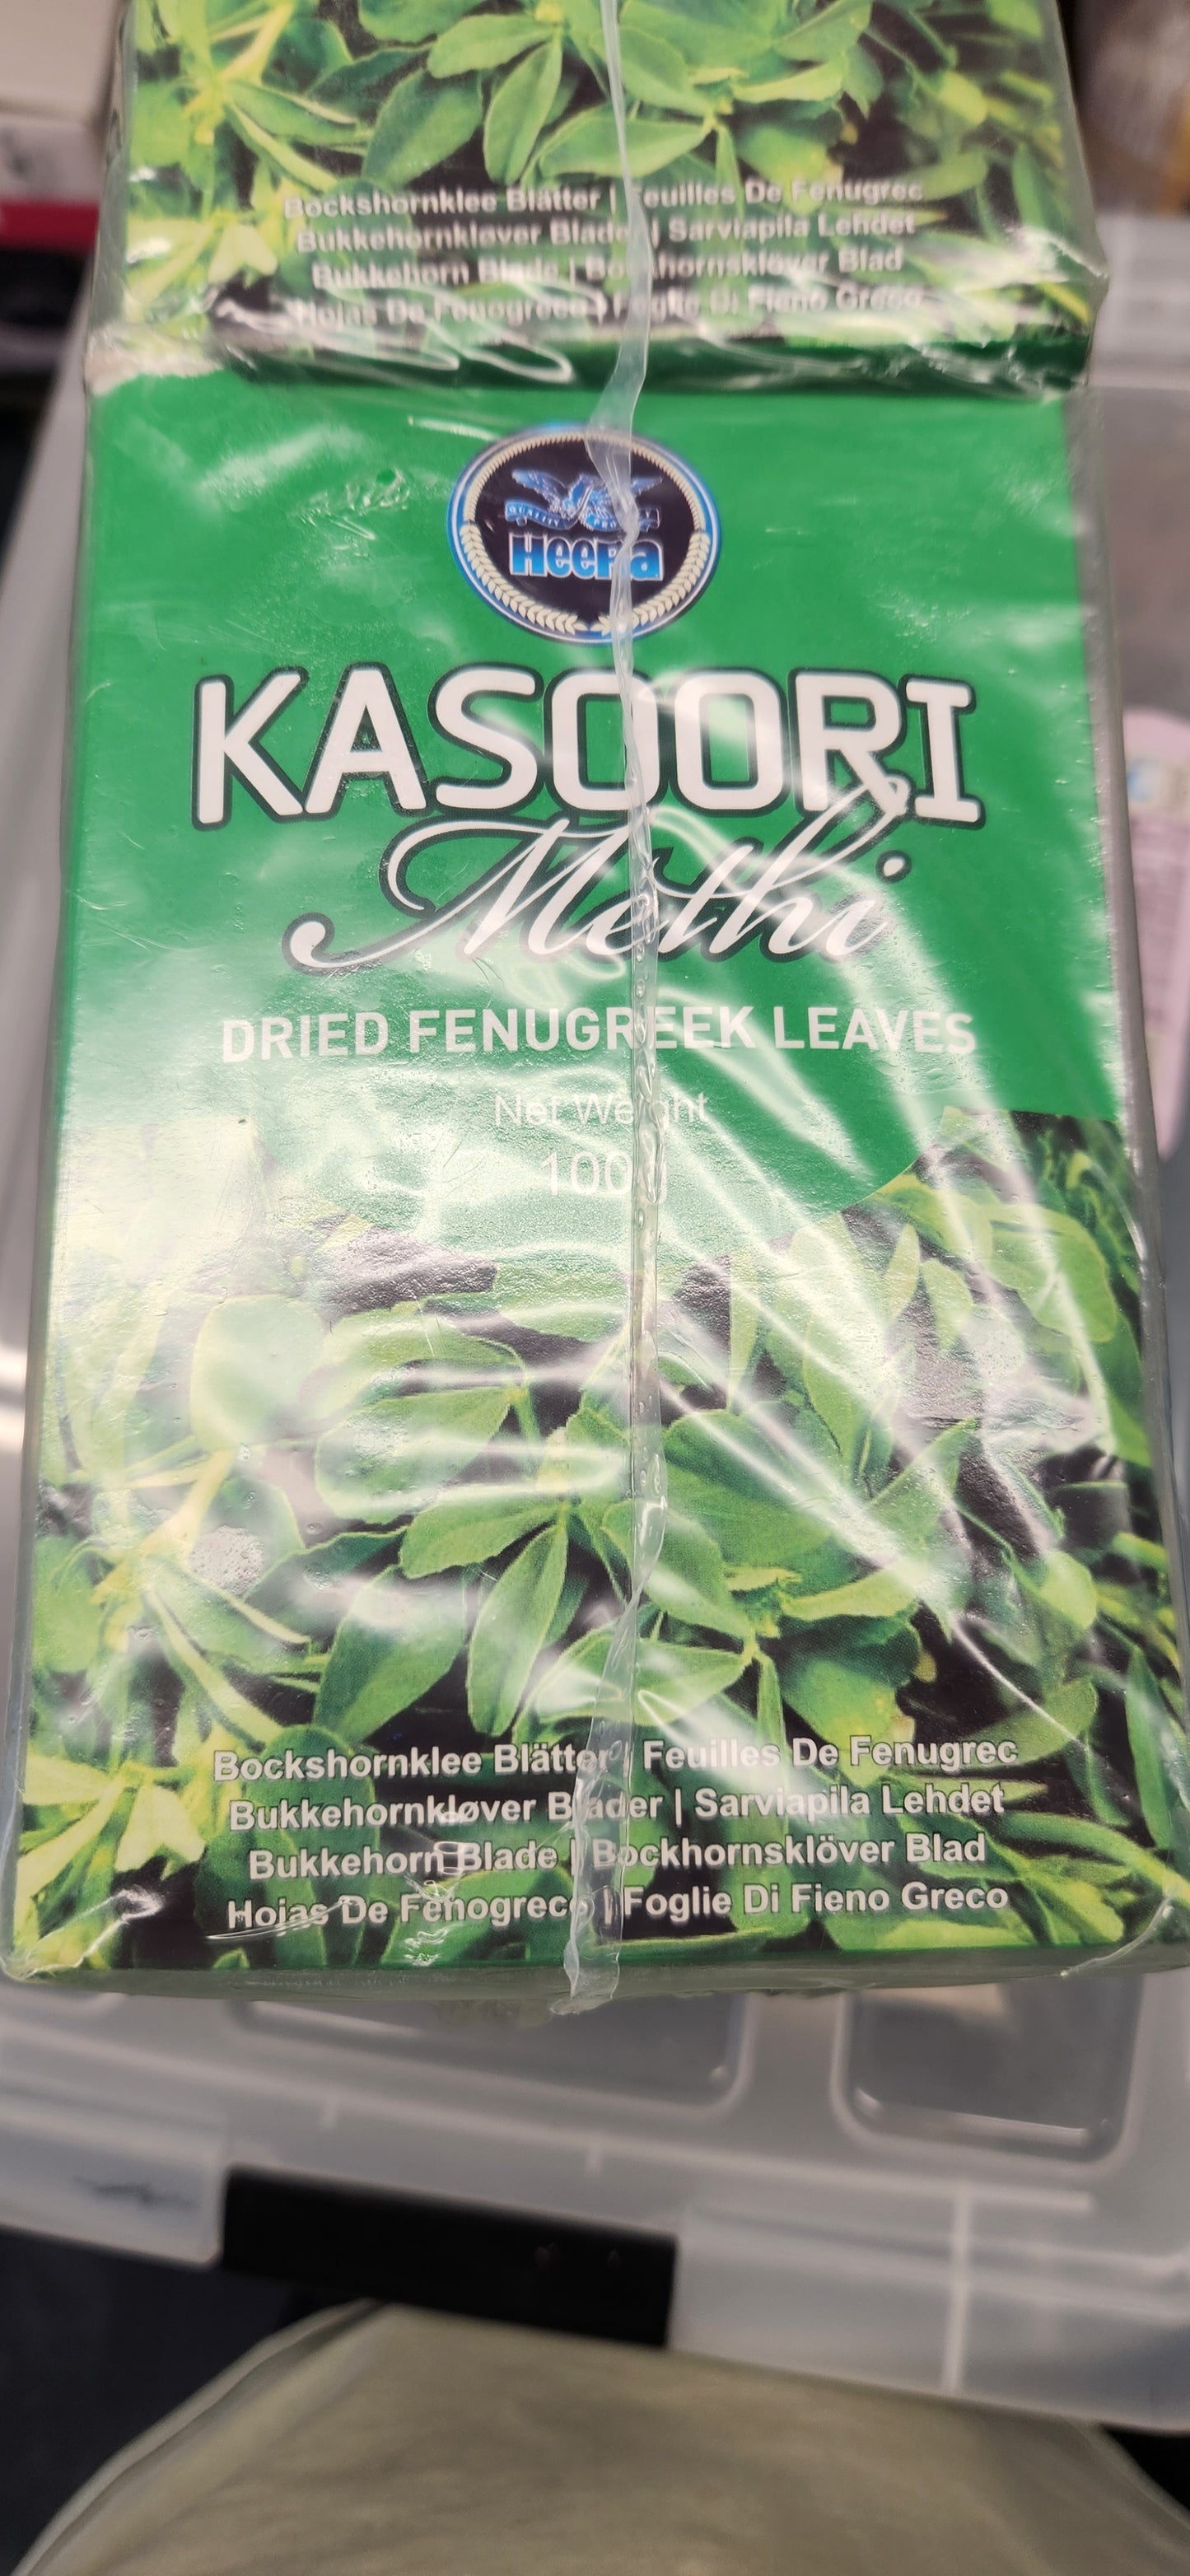 Bockshornklee Blätter | Feuilles De Fenugrec
Bukkehornkløver Blade | Sarviapila Lehdet
Bukkehorn Blade | Bockhornsklöver Blad
Hojas De Fenogreco | Foglie Di Fieno Greco
QUALITY
Heera
KASOORI
Methi
DRIED FENUGREEK LEAVES
Net Weight
100g
Bockshornklee Blätter | Feuilles De Fenugrec
Bukkehornkløver Blader | Sarviapila Lehdet
Bukkehorn Blade | Bockhornsklöver Blad
Hojas De Fenogreco | Foglie Di Fieno Greco